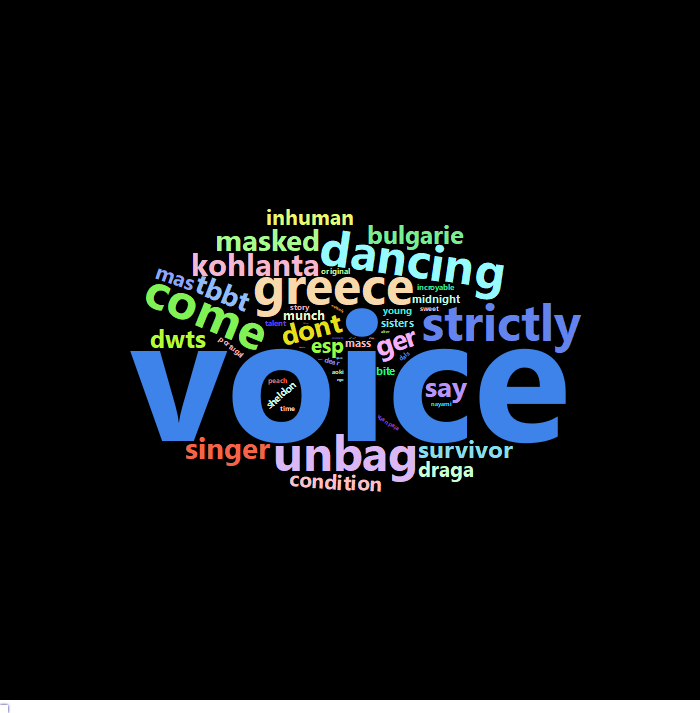 inhuman
masked
bulgarie
dancing
kohlanta
original
mas
tbbt
greece
incroyable
midnight
come
story
munch
young
sweet
strictly
talent
dont
sisters
dwts
esp
mass
ger
voice
dear
aoki
bite
peach
sheldon
time
say
nayami
singer
unbag
survivor
draga
condition